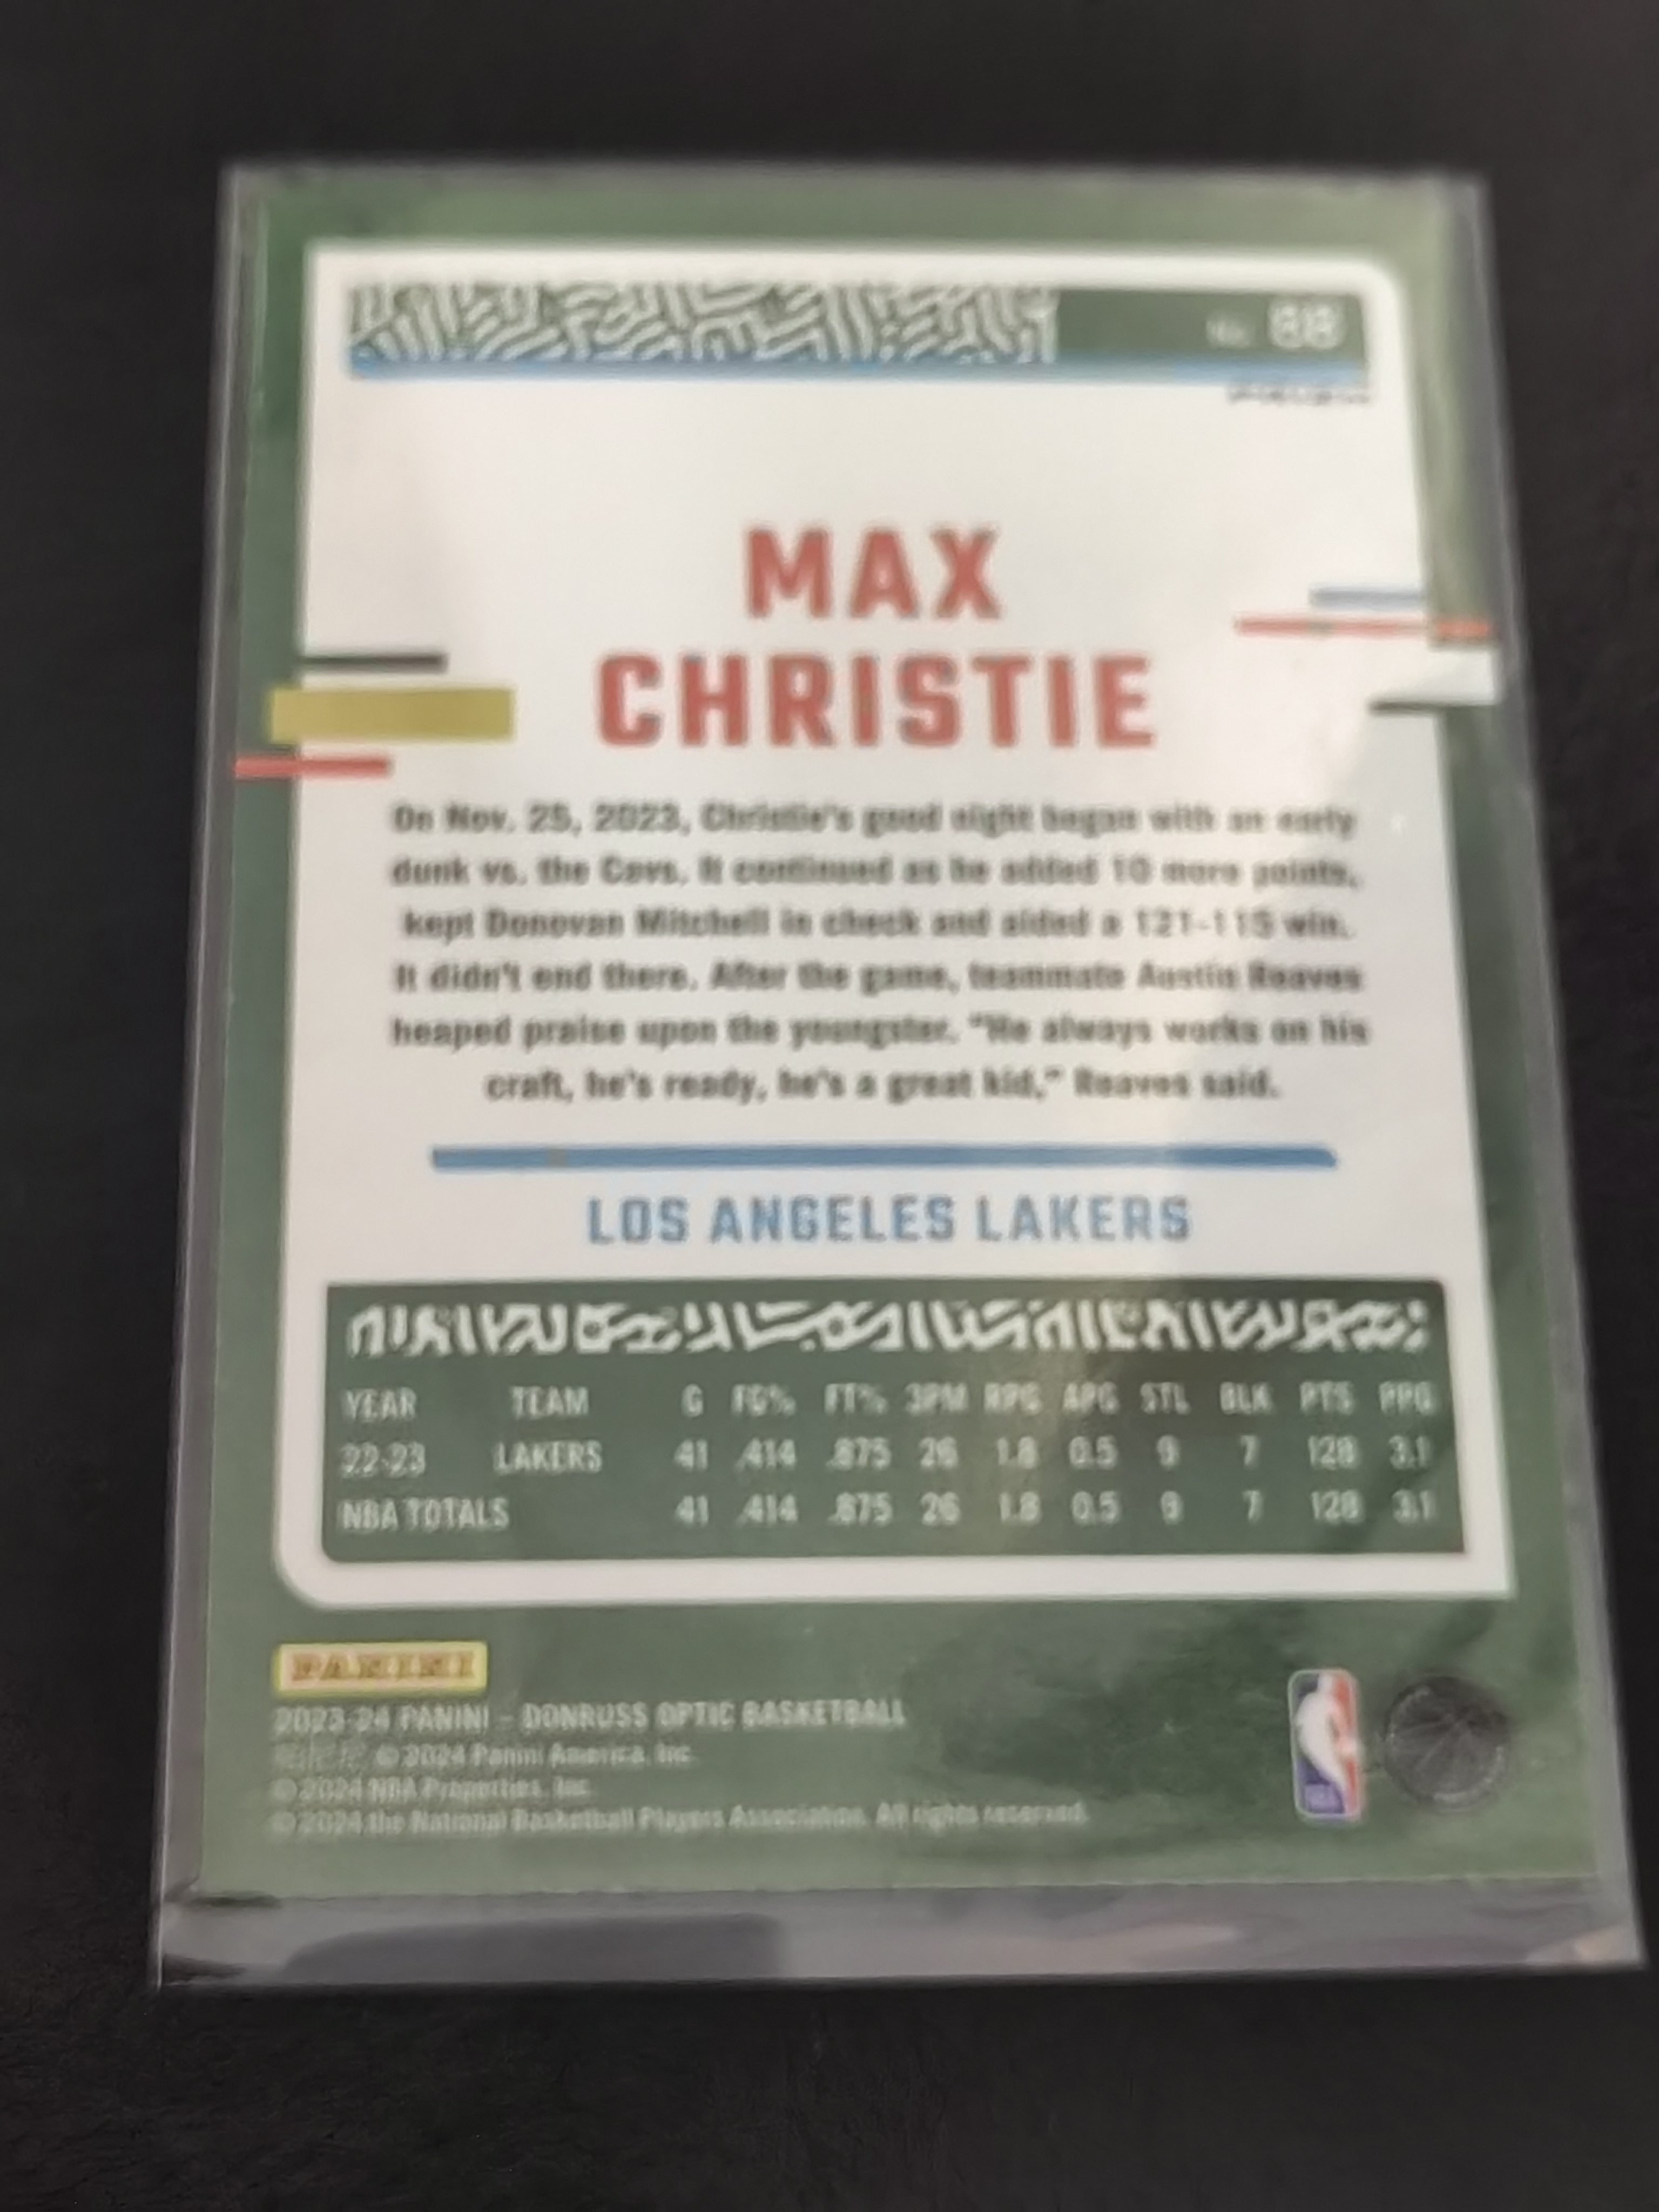 No. 88
MAX
CHRISTIE
On Nov. 25, 2023, Christie's good night began with an early
dunk vs. the Cavs. It continued as he added 10 more points,
kept Donovan Mitchell in check and aided a 121-115 win.
It didn't end there. After the game, teammate Austin Reaves
heaped praise upon the youngster. "He always works on his
craft, he's ready, he's a great kid," Reaves said.
LOS ANGELES LAKERS
YEAR TEAM G FG% FT% 3PM RPG APG STL BLK PTS PPG
22-23 LAKERS 41 .414 .875 26 1.8 0.5 9 7 128 3.1
NBA TOTALS 41 .414 .875 26 1.8 0.5 9 7 128 3.1
PANINI
2023-24 PANINI – DONRUSS OPTIC BASKETBALL
© 2024 Panini America, Inc.
© 2024 NBA Properties, Inc.
© 2024 the National Basketball Players Association. All rights reserved.